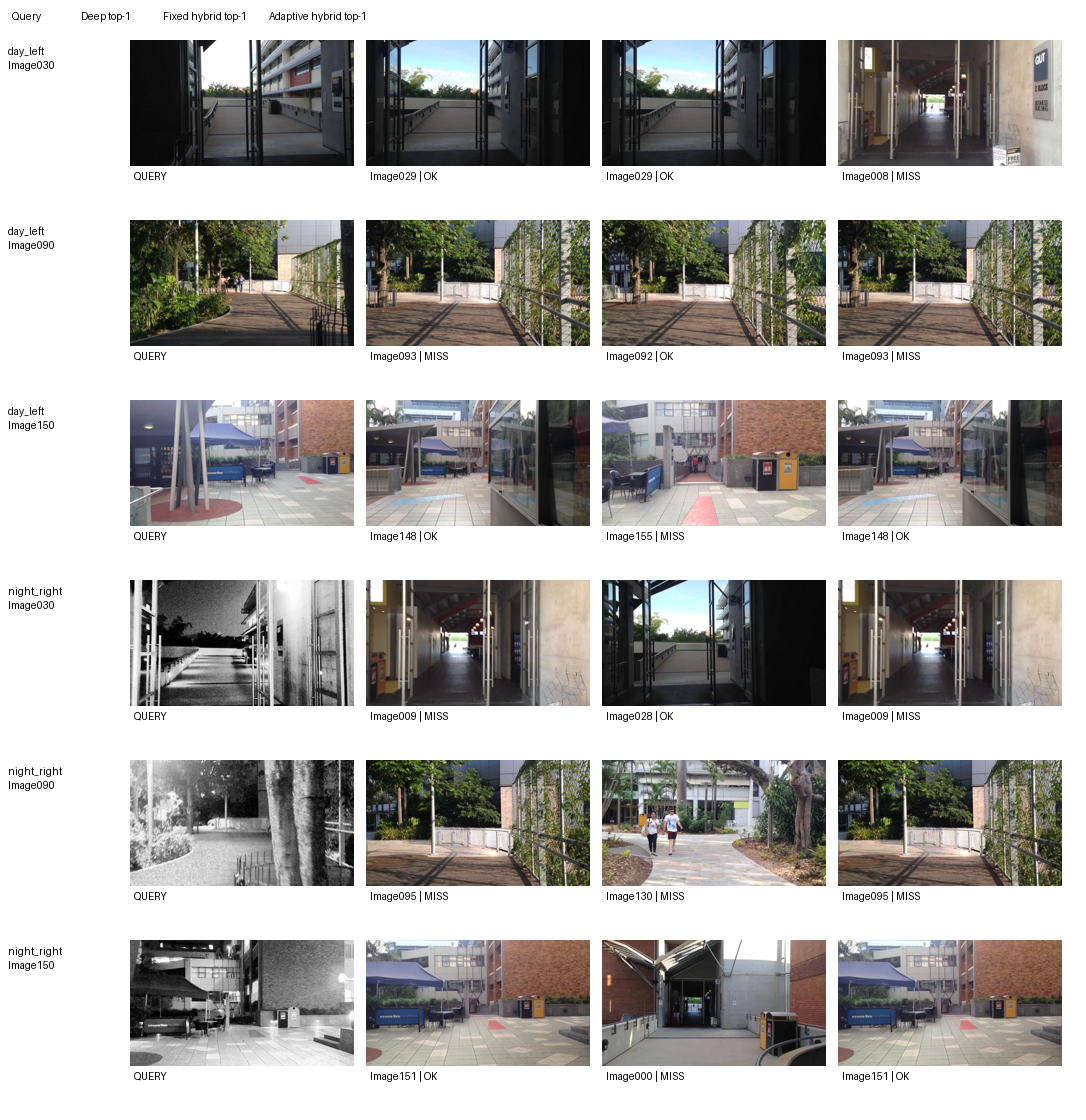 Query Deep top-1 Fixed hybrid top-1 Adaptive hybrid top-1
day_left
Image030
QUT
Z BLOCK
FREE
QUERY Image029 | OK Image029 | OK Image008 | MISS
day_left
Image090
QUERY Image093 | MISS Image092 | OK Image093 | MISS
day_left
Image150
QUERY Image148 | OK Image155 | MISS Image148 | OK
night_right
Image030
QUERY Image009 | MISS Image028 | OK Image009 | MISS
night_right
Image090
QUERY Image095 | MISS Image130 | MISS Image095 | MISS
night_right
Image150
QUERY Image151 | OK Image000 | MISS Image151 | OK